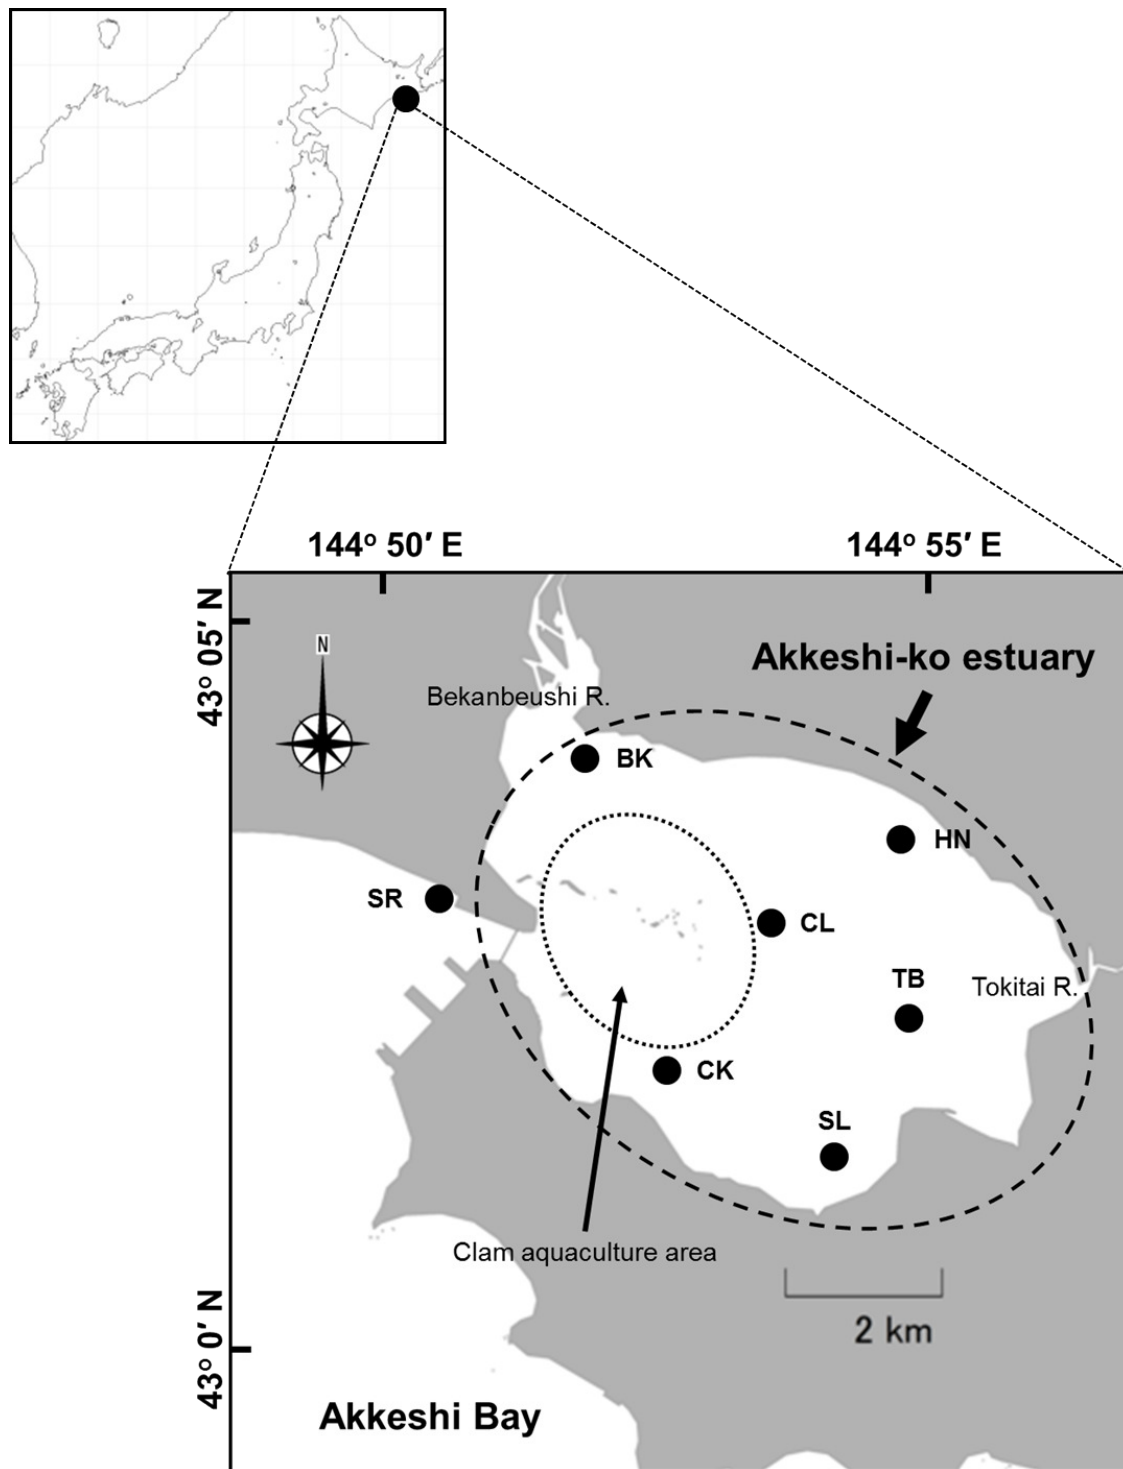 144° 50′ E
144° 55′ E
43° 05′ N
N
Akkeshi-ko estuary
Bekanbeushi R.
BK
HN
SR
CL
TB
Tokitai R.
CK
SL
Clam aquaculture area
2 km
43° 0′ N
Akkeshi Bay